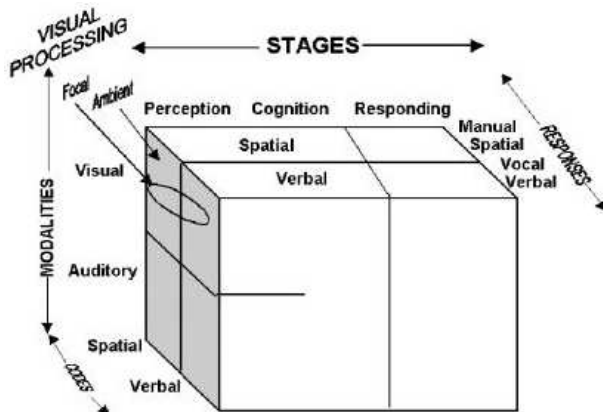 VISUAL
PROCESSING
STAGES
Focal
Ambient
Perception Cognition Responding
Manual
Spatial
Vocal
Verbal
RESPONSES
Spatial
Verbal
Visual
MODALITIES
Auditory
Spatial
Verbal
CODES